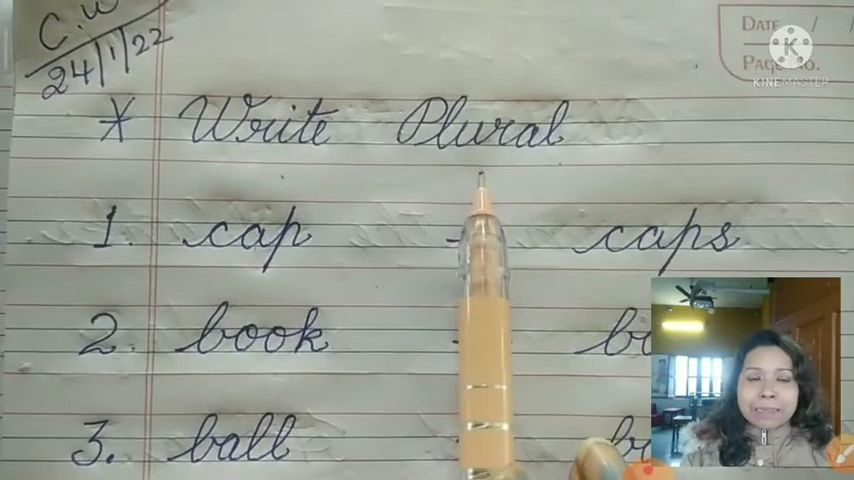 C.W
24/1/22
DATE / /
PAGE NO.
KINEMASTER
* Write Plural
1. cap - caps
2. book -
3. ball -